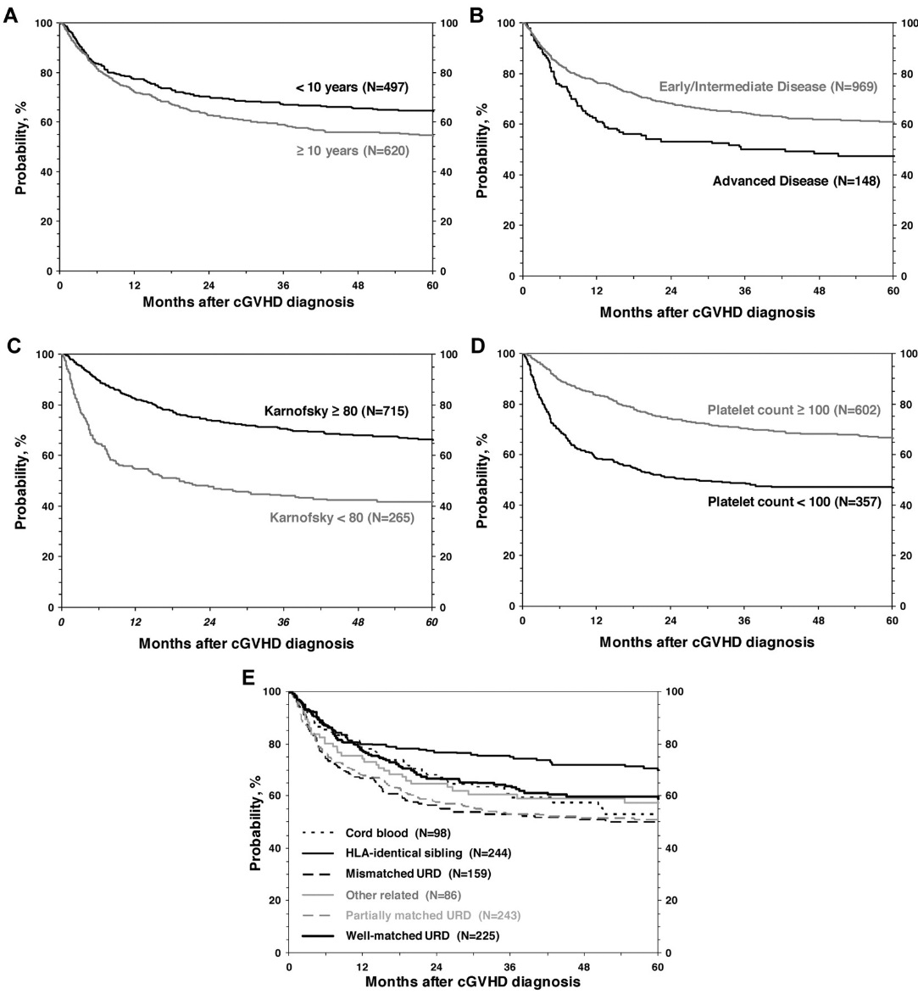 A
100 100
80 80
60 60
40 40
20 20
0 0
Probability, %
< 10 years (N=497)
≥ 10 years (N=620)
0 12 24 36 48 60
Months after cGVHD diagnosis
B
100 100
80 80
60 60
40 40
20 20
0 0
Probability, %
Early/Intermediate Disease (N=969)
Advanced Disease (N=148)
0 12 24 36 48 60
Months after cGVHD diagnosis
C
100 100
80 80
60 60
40 40
20 20
0 0
Probability, %
Karnofsky ≥ 80 (N=715)
Karnofsky < 80 (N=265)
0 12 24 36 48 60
Months after cGVHD diagnosis
D
100 100
80 80
60 60
40 40
20 20
0 0
Probability, %
Platelet count ≥ 100 (N=602)
Platelet count < 100 (N=357)
0 12 24 36 48 60
Months after cGVHD diagnosis
E
100 100
80 80
60 60
40 40
20 20
0 0
Probability, %
Cord blood (N=98)
HLA-identical sibling (N=244)
Mismatched URD (N=159)
Other related (N=86)
Partially matched URD (N=243)
Well-matched URD (N=225)
0 12 24 36 48 60
Months after cGVHD diagnosis